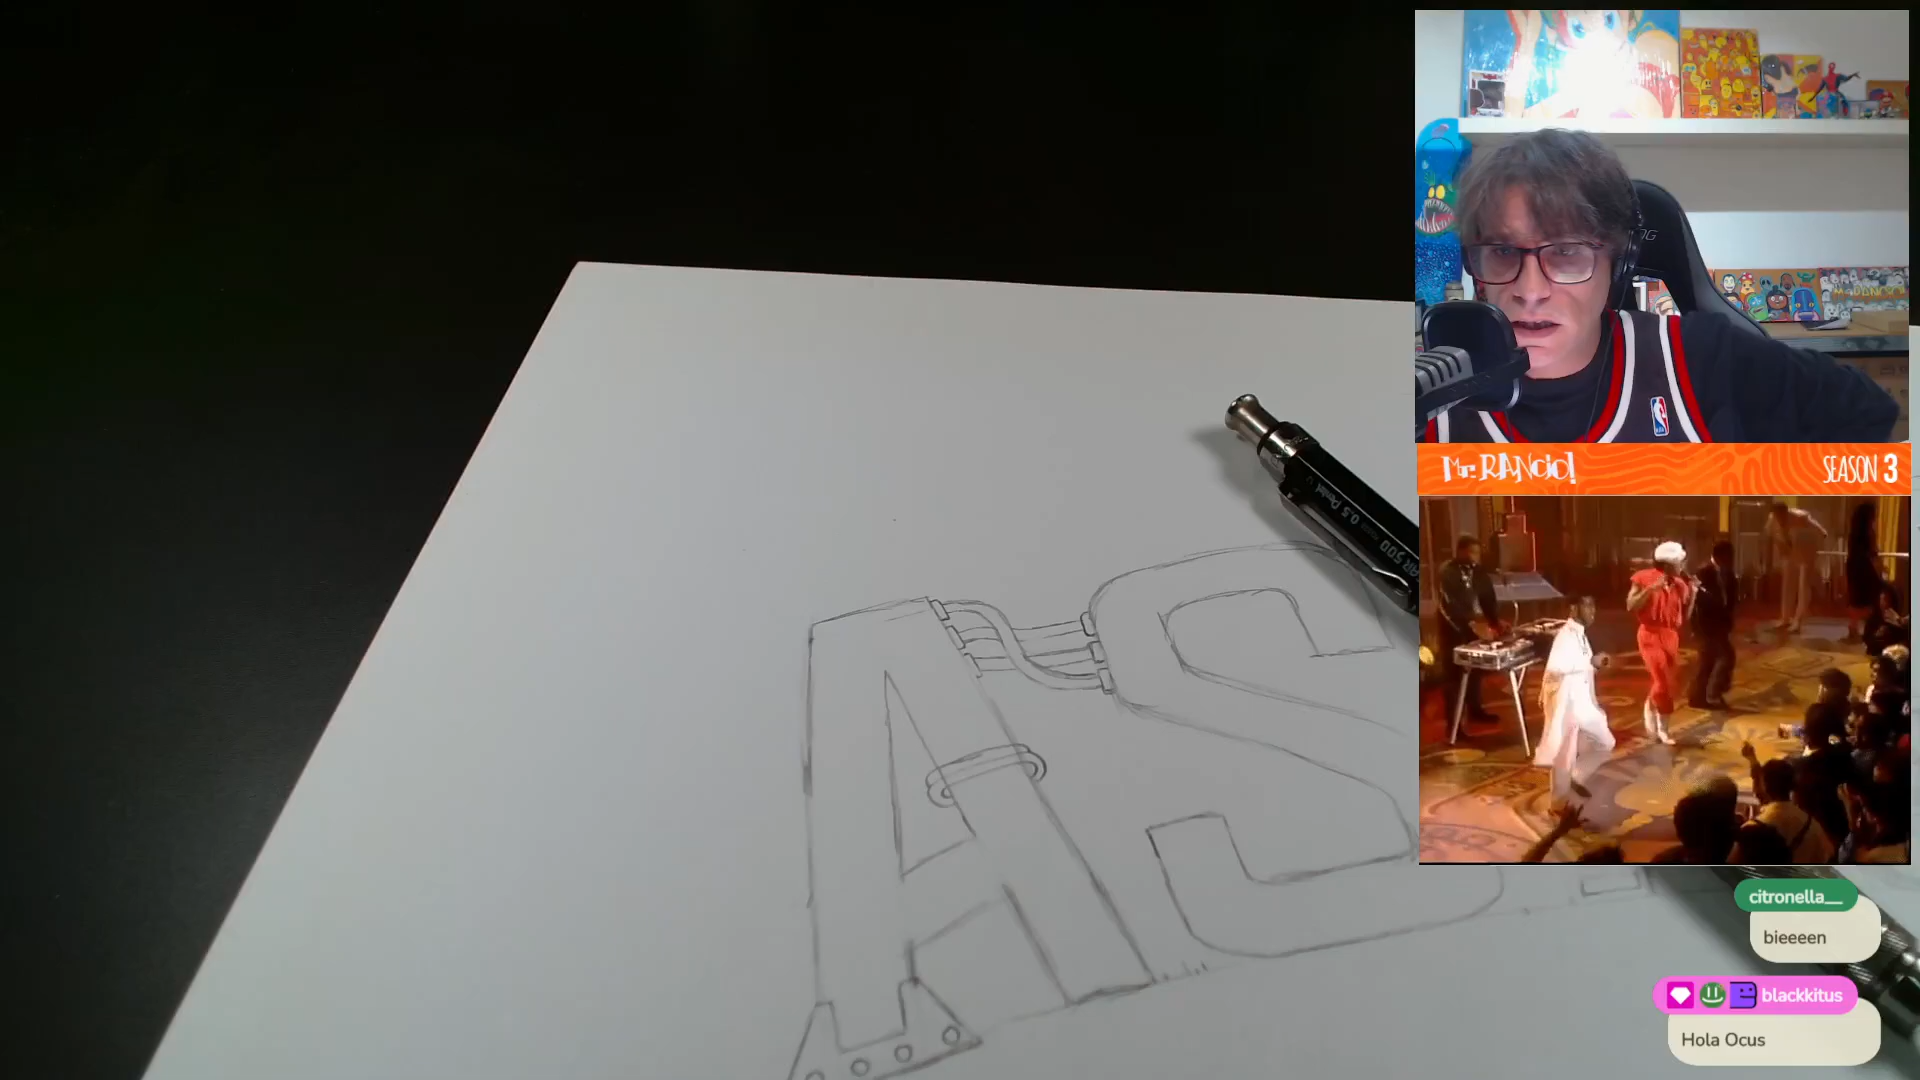 AS
Pentel 0.5
Mr. RANcio!
SEASON 3
citronella__
bieeeen
blackkitus
Hola Ocus